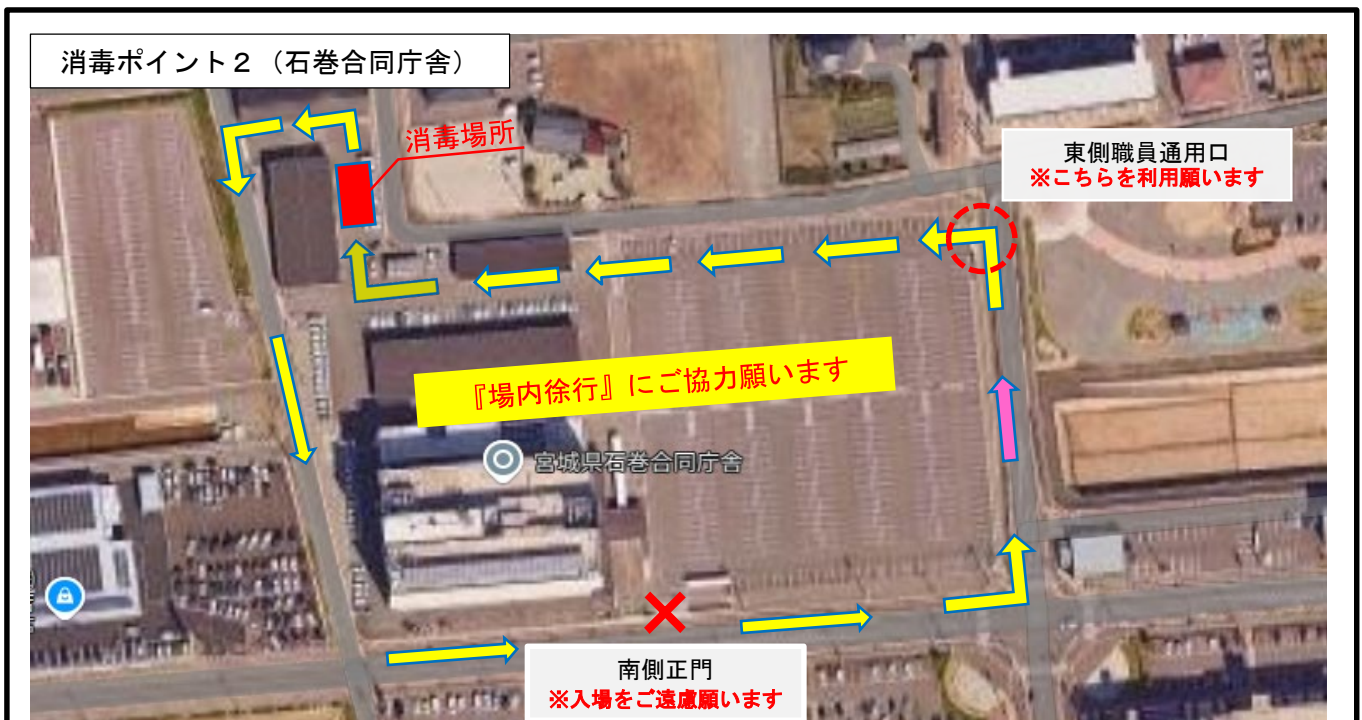 消毒ポイント２（石巻合同庁舎）
消毒場所
東側職員通用口
※こちらを利用願います
『場内徐行』にご協力願います
宮城県石巻合同庁舎
南側正門
※入場をご遠慮願います